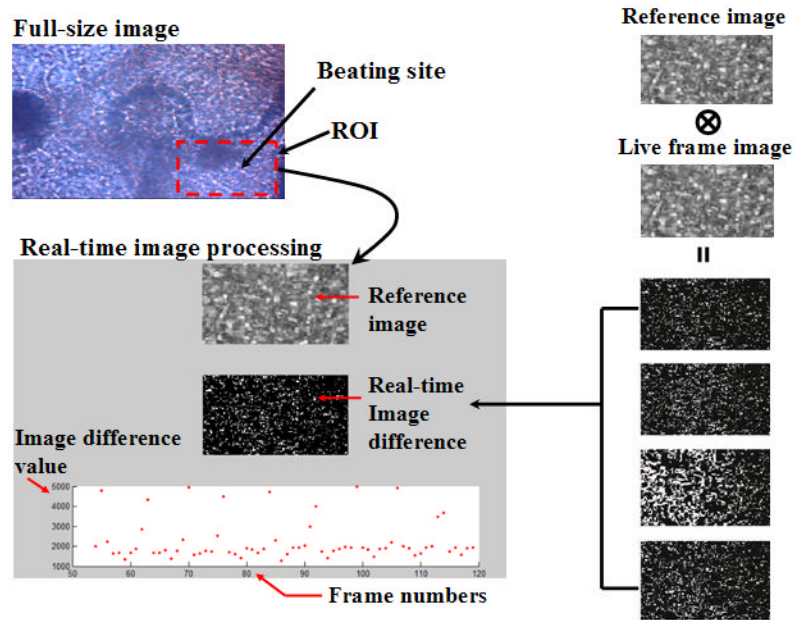 Full-size image
Beating site
ROI
Reference image
⊗
Live frame image
=
Real-time image processing
Reference
image
Real-time
Image
difference
Image difference
value
5000
4000
3000
2000
1000
50 60 70 80 90 100 110 120
Frame numbers